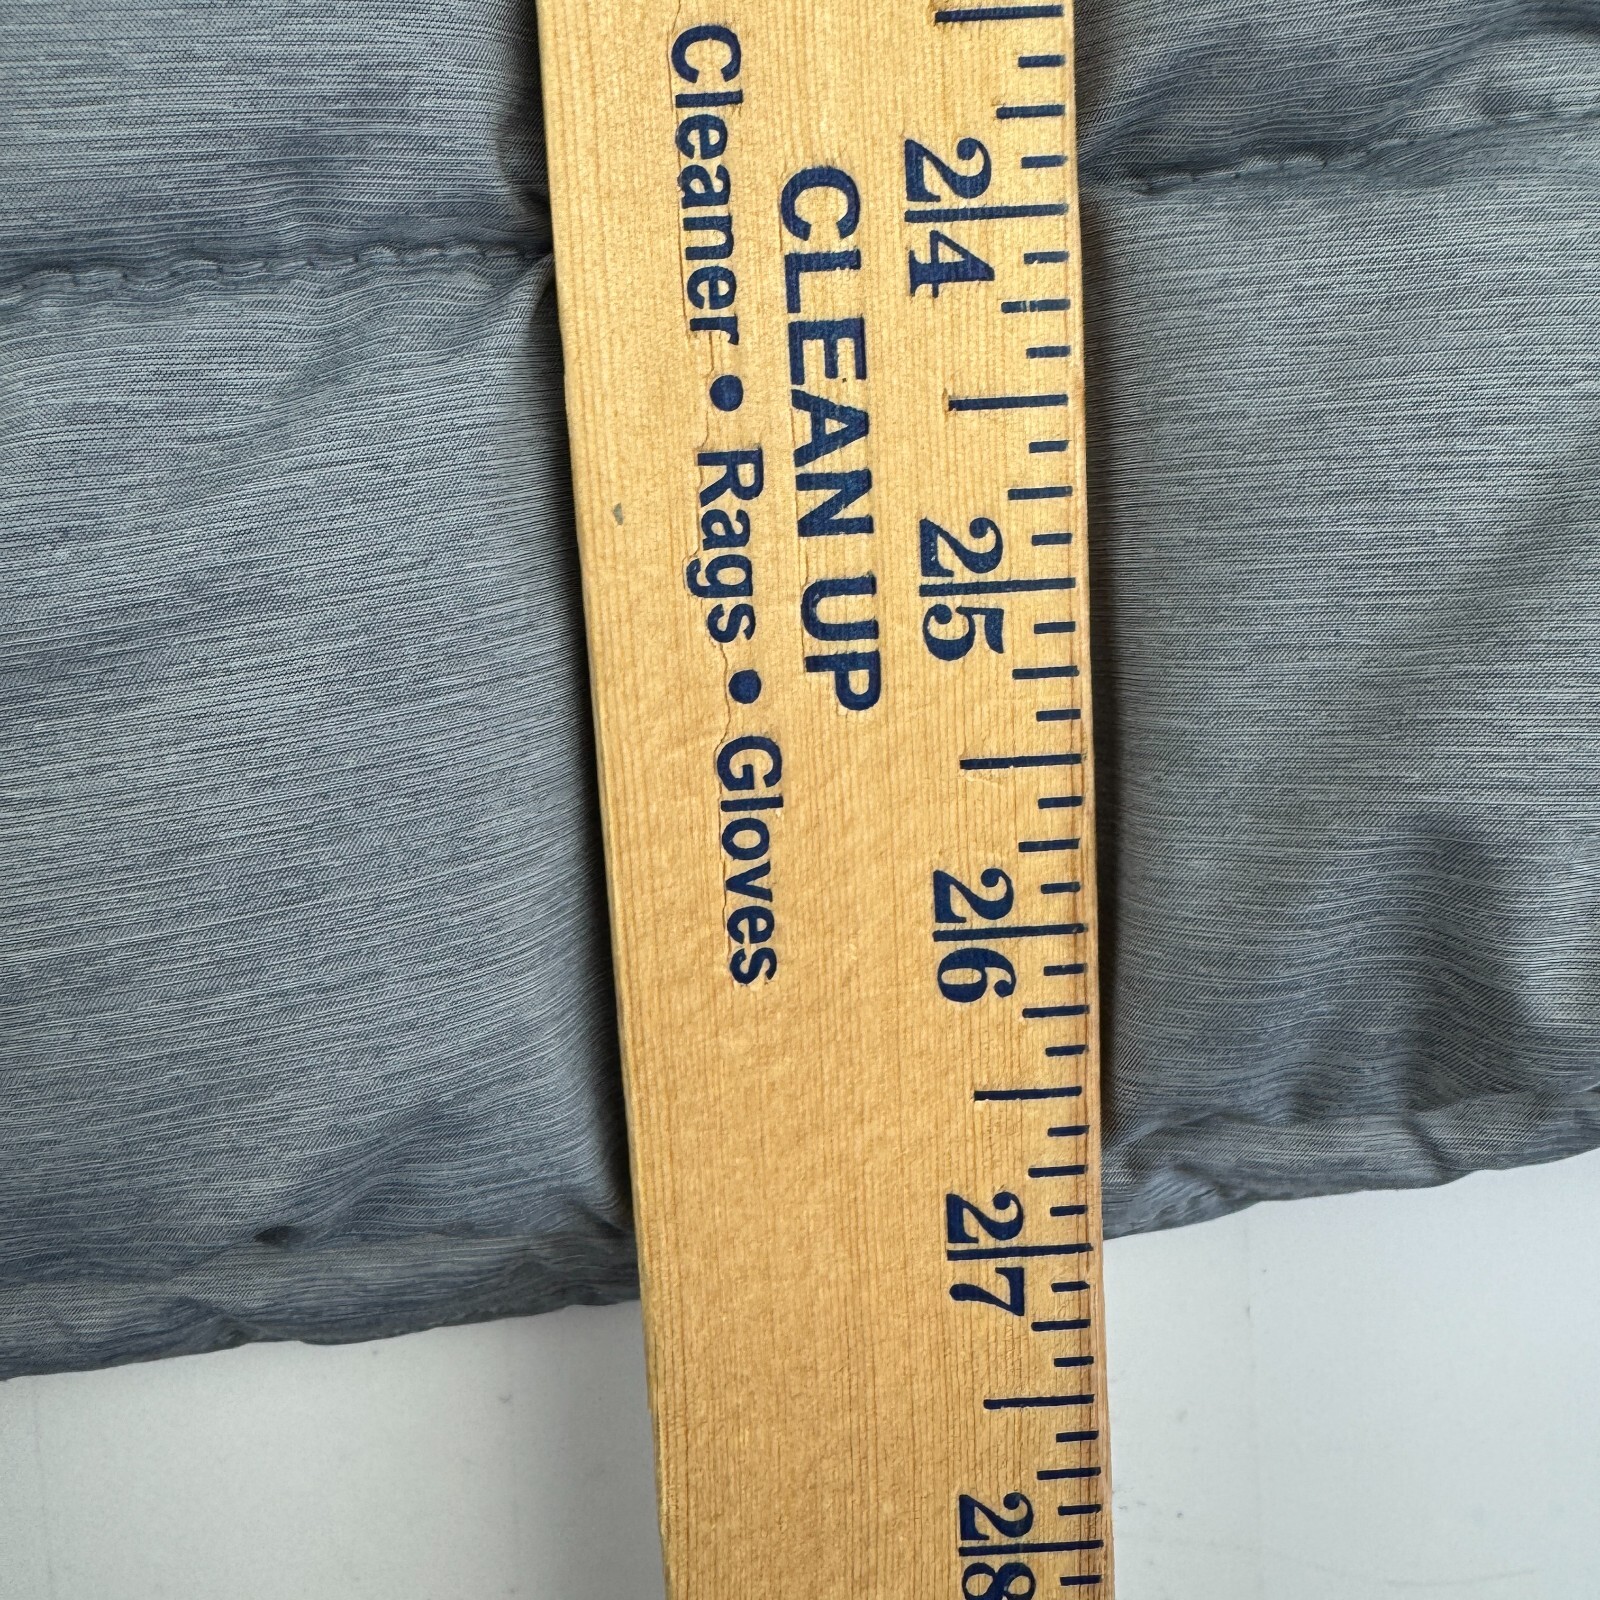 CLEAN UP
Cleaner • Rags • Gloves
24
25
26
27
28